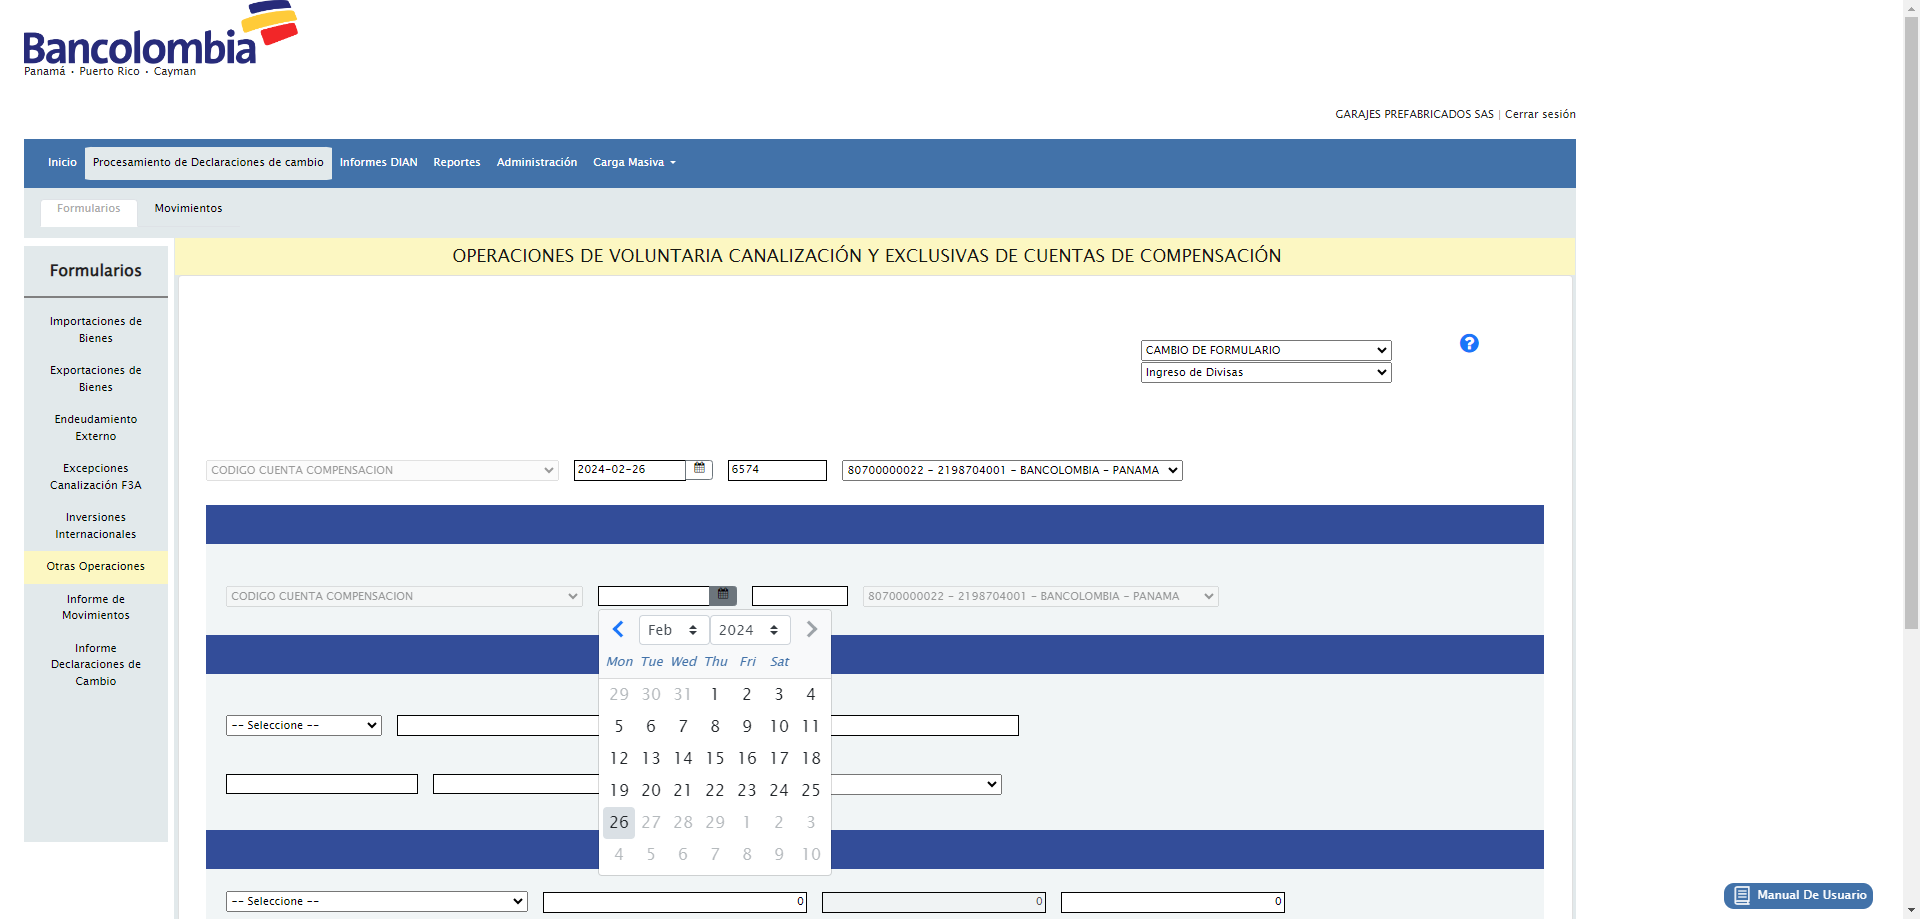 Bancolombia
Panamá · Puerto Rico · Cayman
GARAJES PREFABRICADOS SAS | Cerrar sesión
Inicio Procesamiento de Declaraciones de cambio Informes DIAN Reportes Administración Carga Masiva
Formularios Movimientos
OPERACIONES DE VOLUNTARIA CANALIZACIÓN Y EXCLUSIVAS DE CUENTAS DE COMPENSACIÓN
Formularios
Importaciones de
Bienes
Exportaciones de
Bienes
Endeudamiento
Externo
Excepciones
Canalización F3A
Inversiones
Internacionales
Otras Operaciones
Informe de
Movimientos
Informe
Declaraciones de
Cambio
CAMBIO DE FORMULARIO
Ingreso de Divisas
?
CODIGO CUENTA COMPENSACION 2024-02-26 6574 80700000022 - 2198704001 - BANCOLOMBIA - PANAMA
CODIGO CUENTA COMPENSACION 80700000022 - 2198704001 - BANCOLOMBIA - PANAMA
Feb 2024
Mon Tue Wed Thu Fri Sat
29 30 31 1 2 3 4
5 6 7 8 9 10 11
12 13 14 15 16 17 18
19 20 21 22 23 24 25
26 27 28 29 1 2 3
4 5 6 7 8 9 10
-- Seleccione --
-- Seleccione -- 0 0 0
Manual De Usuario